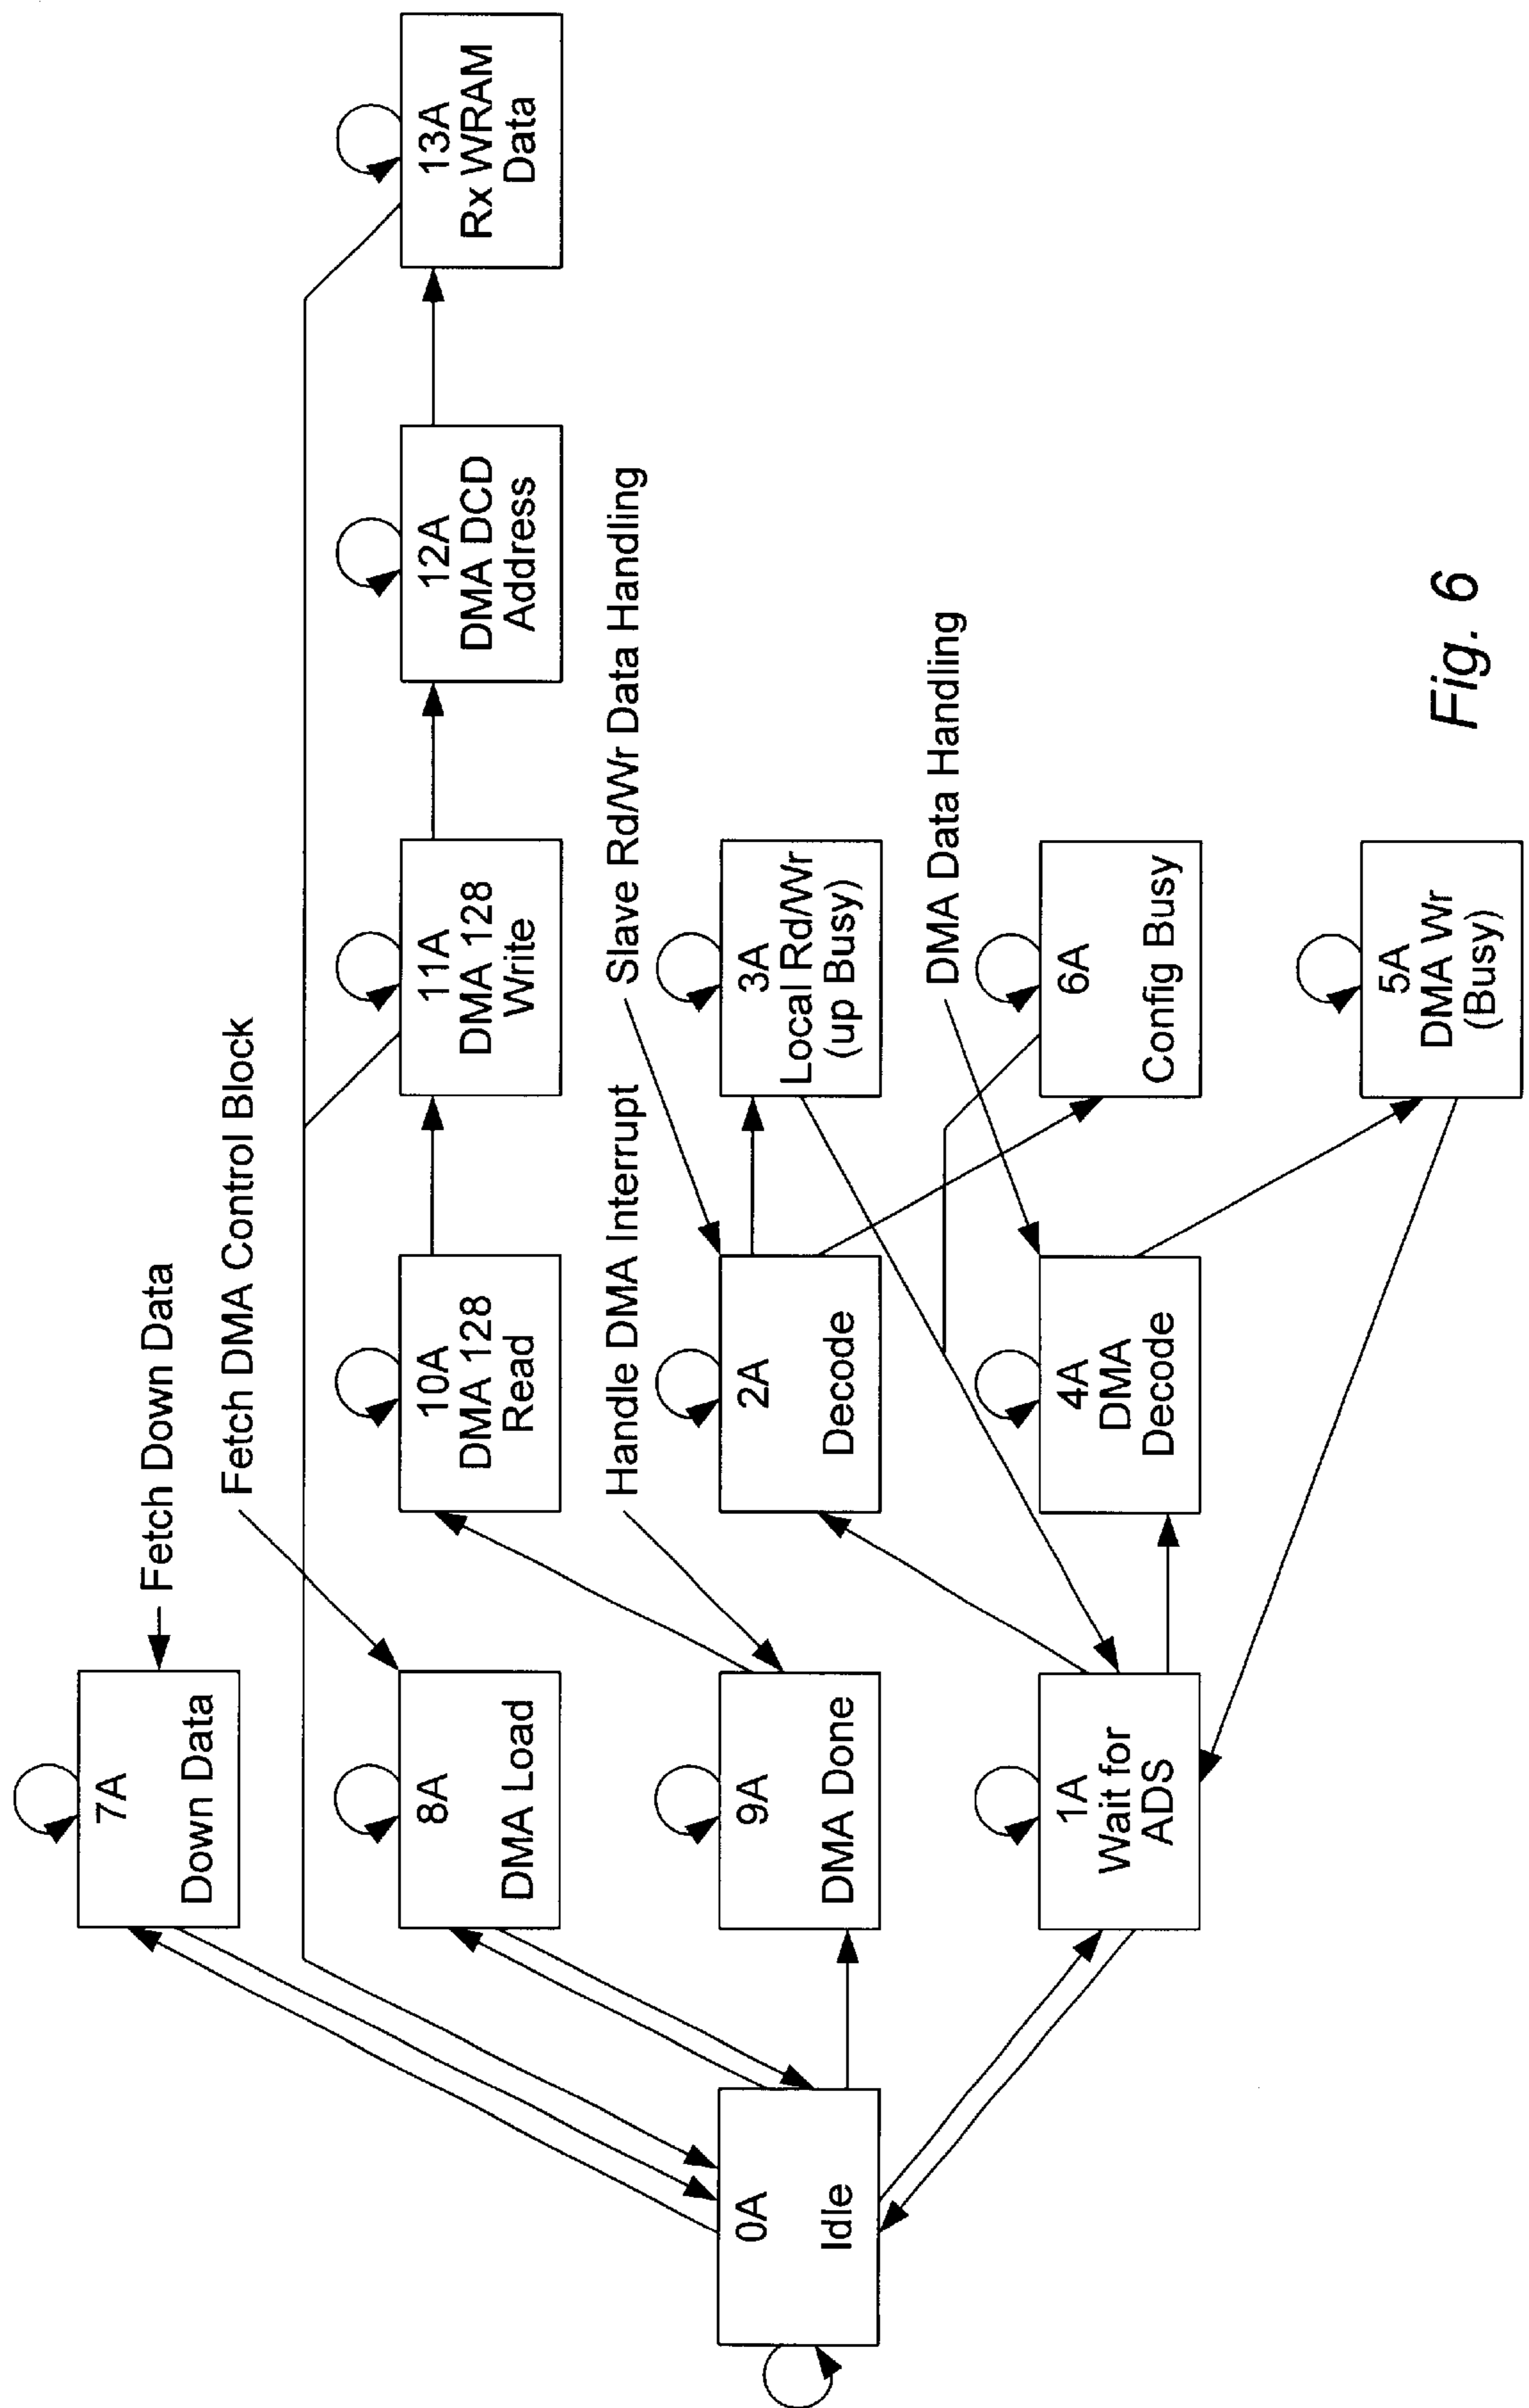 Fetch Down Data
7A
Down Data
Fetch DMA Control Block
8A
DMA Load
10A
DMA 128
Read
11A
DMA 128
Write
12A
DMA DCD
Address
13A
Rx WRAM
Data
Handle DMA Interrupt
Slave Rd/Wr Data Handling
0A
Idle
9A
DMA Done
2A
Decode
3A
Local Rd/Wr
(up Busy)
DMA Data Handling
1A
Wait for
ADS
4A
DMA
Decode
6A
Config Busy
5A
DMA Wr
(Busy)
Fig. 6